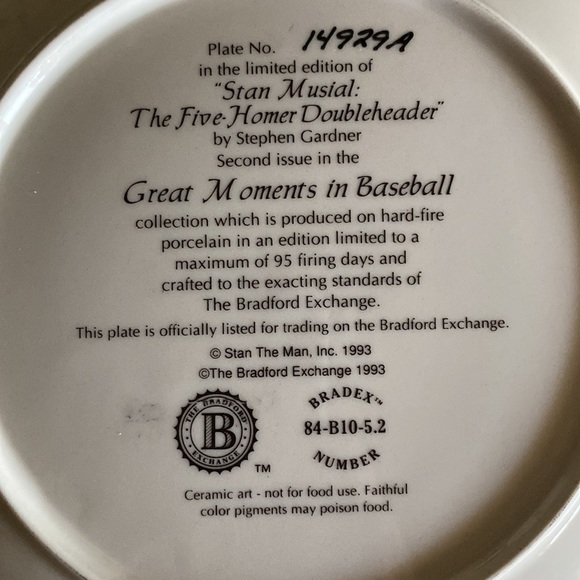 Plate No. 14929A
in the limited edition of
"Stan Musial:
The Five-Homer Doubleheader"
by Stephen Gardner
Second issue in the
Great Moments in Baseball
collection which is produced on hard-fire
porcelain in an edition limited to a
maximum of 95 firing days and
crafted to the exacting standards of
The Bradford Exchange.
This plate is officially listed for trading on the Bradford Exchange.
© Stan The Man, Inc. 1993
©The Bradford Exchange 1993
THE BRADFORD
B
EXCHANGE
TM
BRADEX™
84-B10-5.2
NUMBER
Ceramic art - not for food use. Faithful
color pigments may poison food.